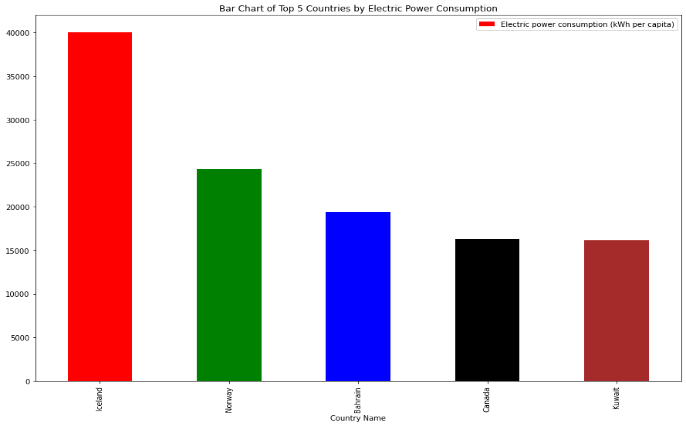 Bar Chart of Top 5 Countries by Electric Power Consumption
Electric power consumption (kWh per capita)
40000
35000
30000
25000
20000
15000
10000
5000
0
Iceland
Norway
Bahrain
Canada
Kuwait
Country Name